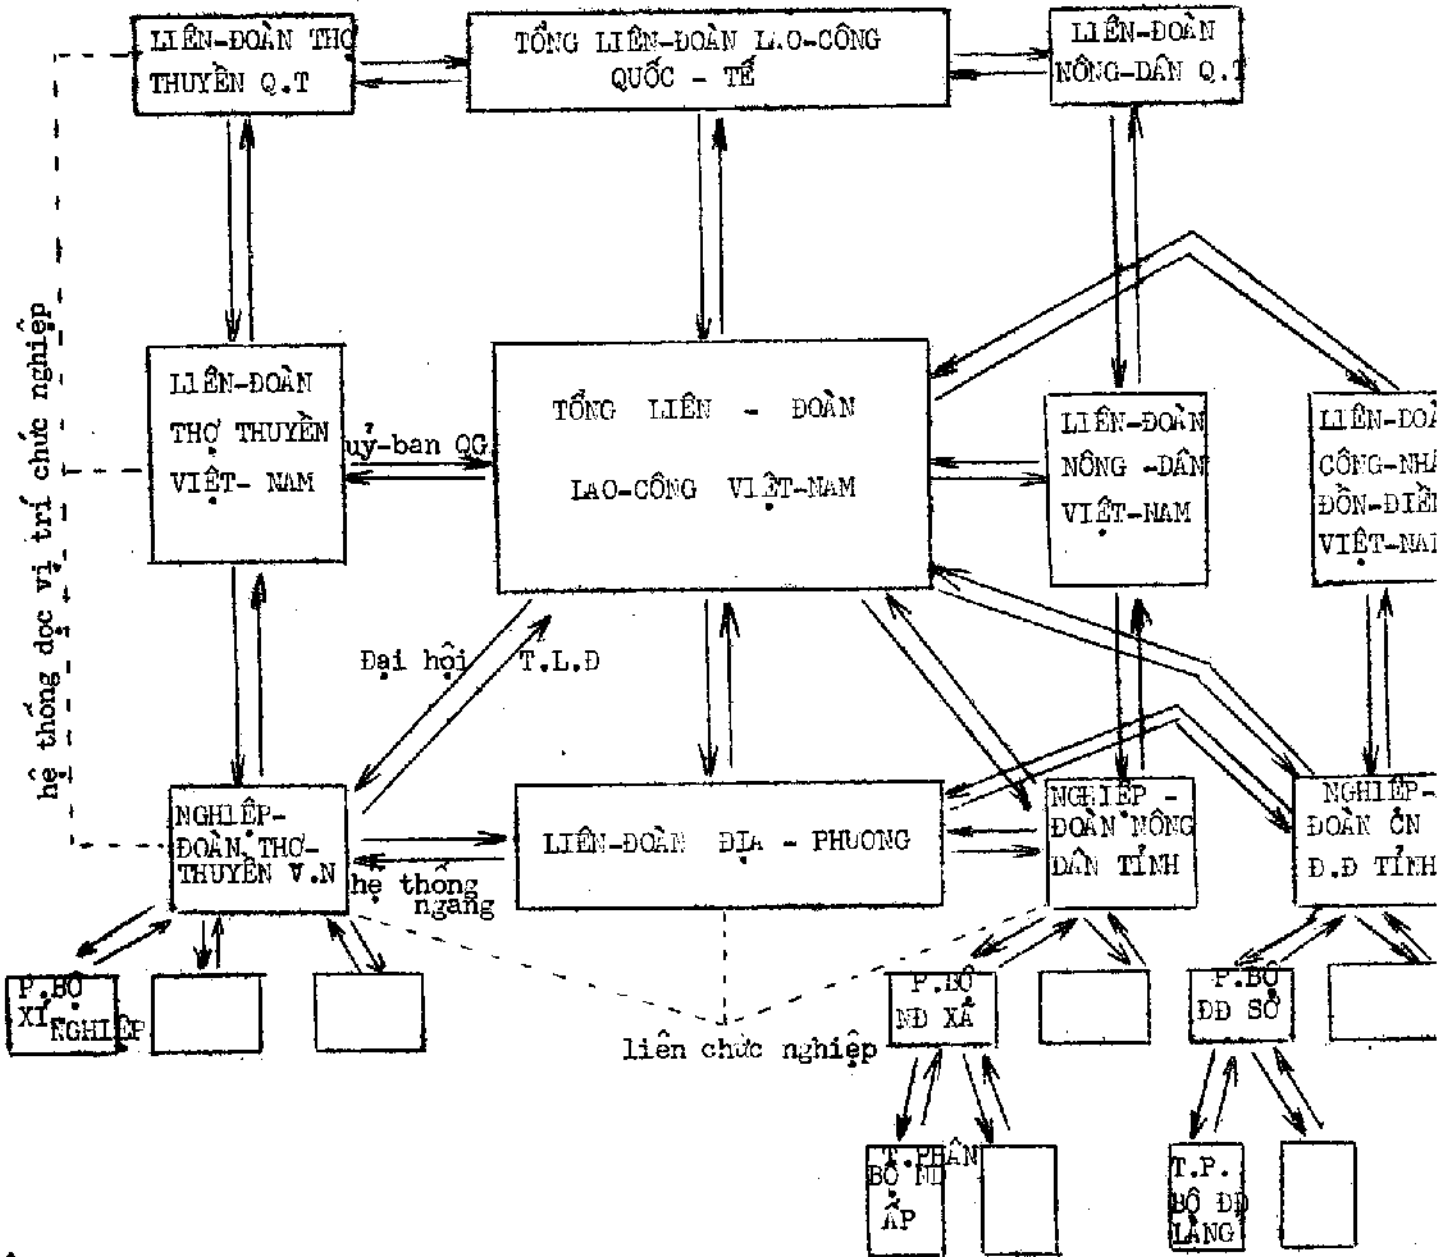 LIÊN-ĐOÀN THỢ
THUYỀN Q.T
TỔNG LIÊN-ĐOÀN LAO-CÔNG
QUỐC - TẾ
LIÊN-ĐOÀN
NÔNG-DÂN Q.T
hệ thống dọc vị trí chức nghiệp
LIÊN-ĐOÀN
THỢ THUYỀN
VIỆT- NAM
uỷ-ban QG
TỔNG LIÊN - ĐOÀN
LAO-CÔNG VIỆT-NAM
LIÊN-ĐOÀN
NÔNG -DÂN
VIỆT-NAM
LIÊN-ĐOÀ
CÔNG-NHÂ
ĐỒN-ĐIỀN
VIỆT-NAM
Đại hội T.L.Đ
NGHIỆP-
ĐOÀN THỢ-
THUYỀN V.N
hệ thống
ngang
LIÊN-ĐOÀN ĐỊA - PHƯƠNG
NGHIỆP -
ĐOÀN NÔNG
DÂN TỈNH
NGHIỆP-
ĐOÀN CN
Đ.Đ TỈNH
P.BỘ
XÍ NGHIỆP
liên chức nghiệp
P.BỘ
NĐ XÃ
P.BỘ
ĐĐ SỞ
T.PHÂN
BỘ ND
ẤP
T.P.
BỘ ĐĐ
LÀNG